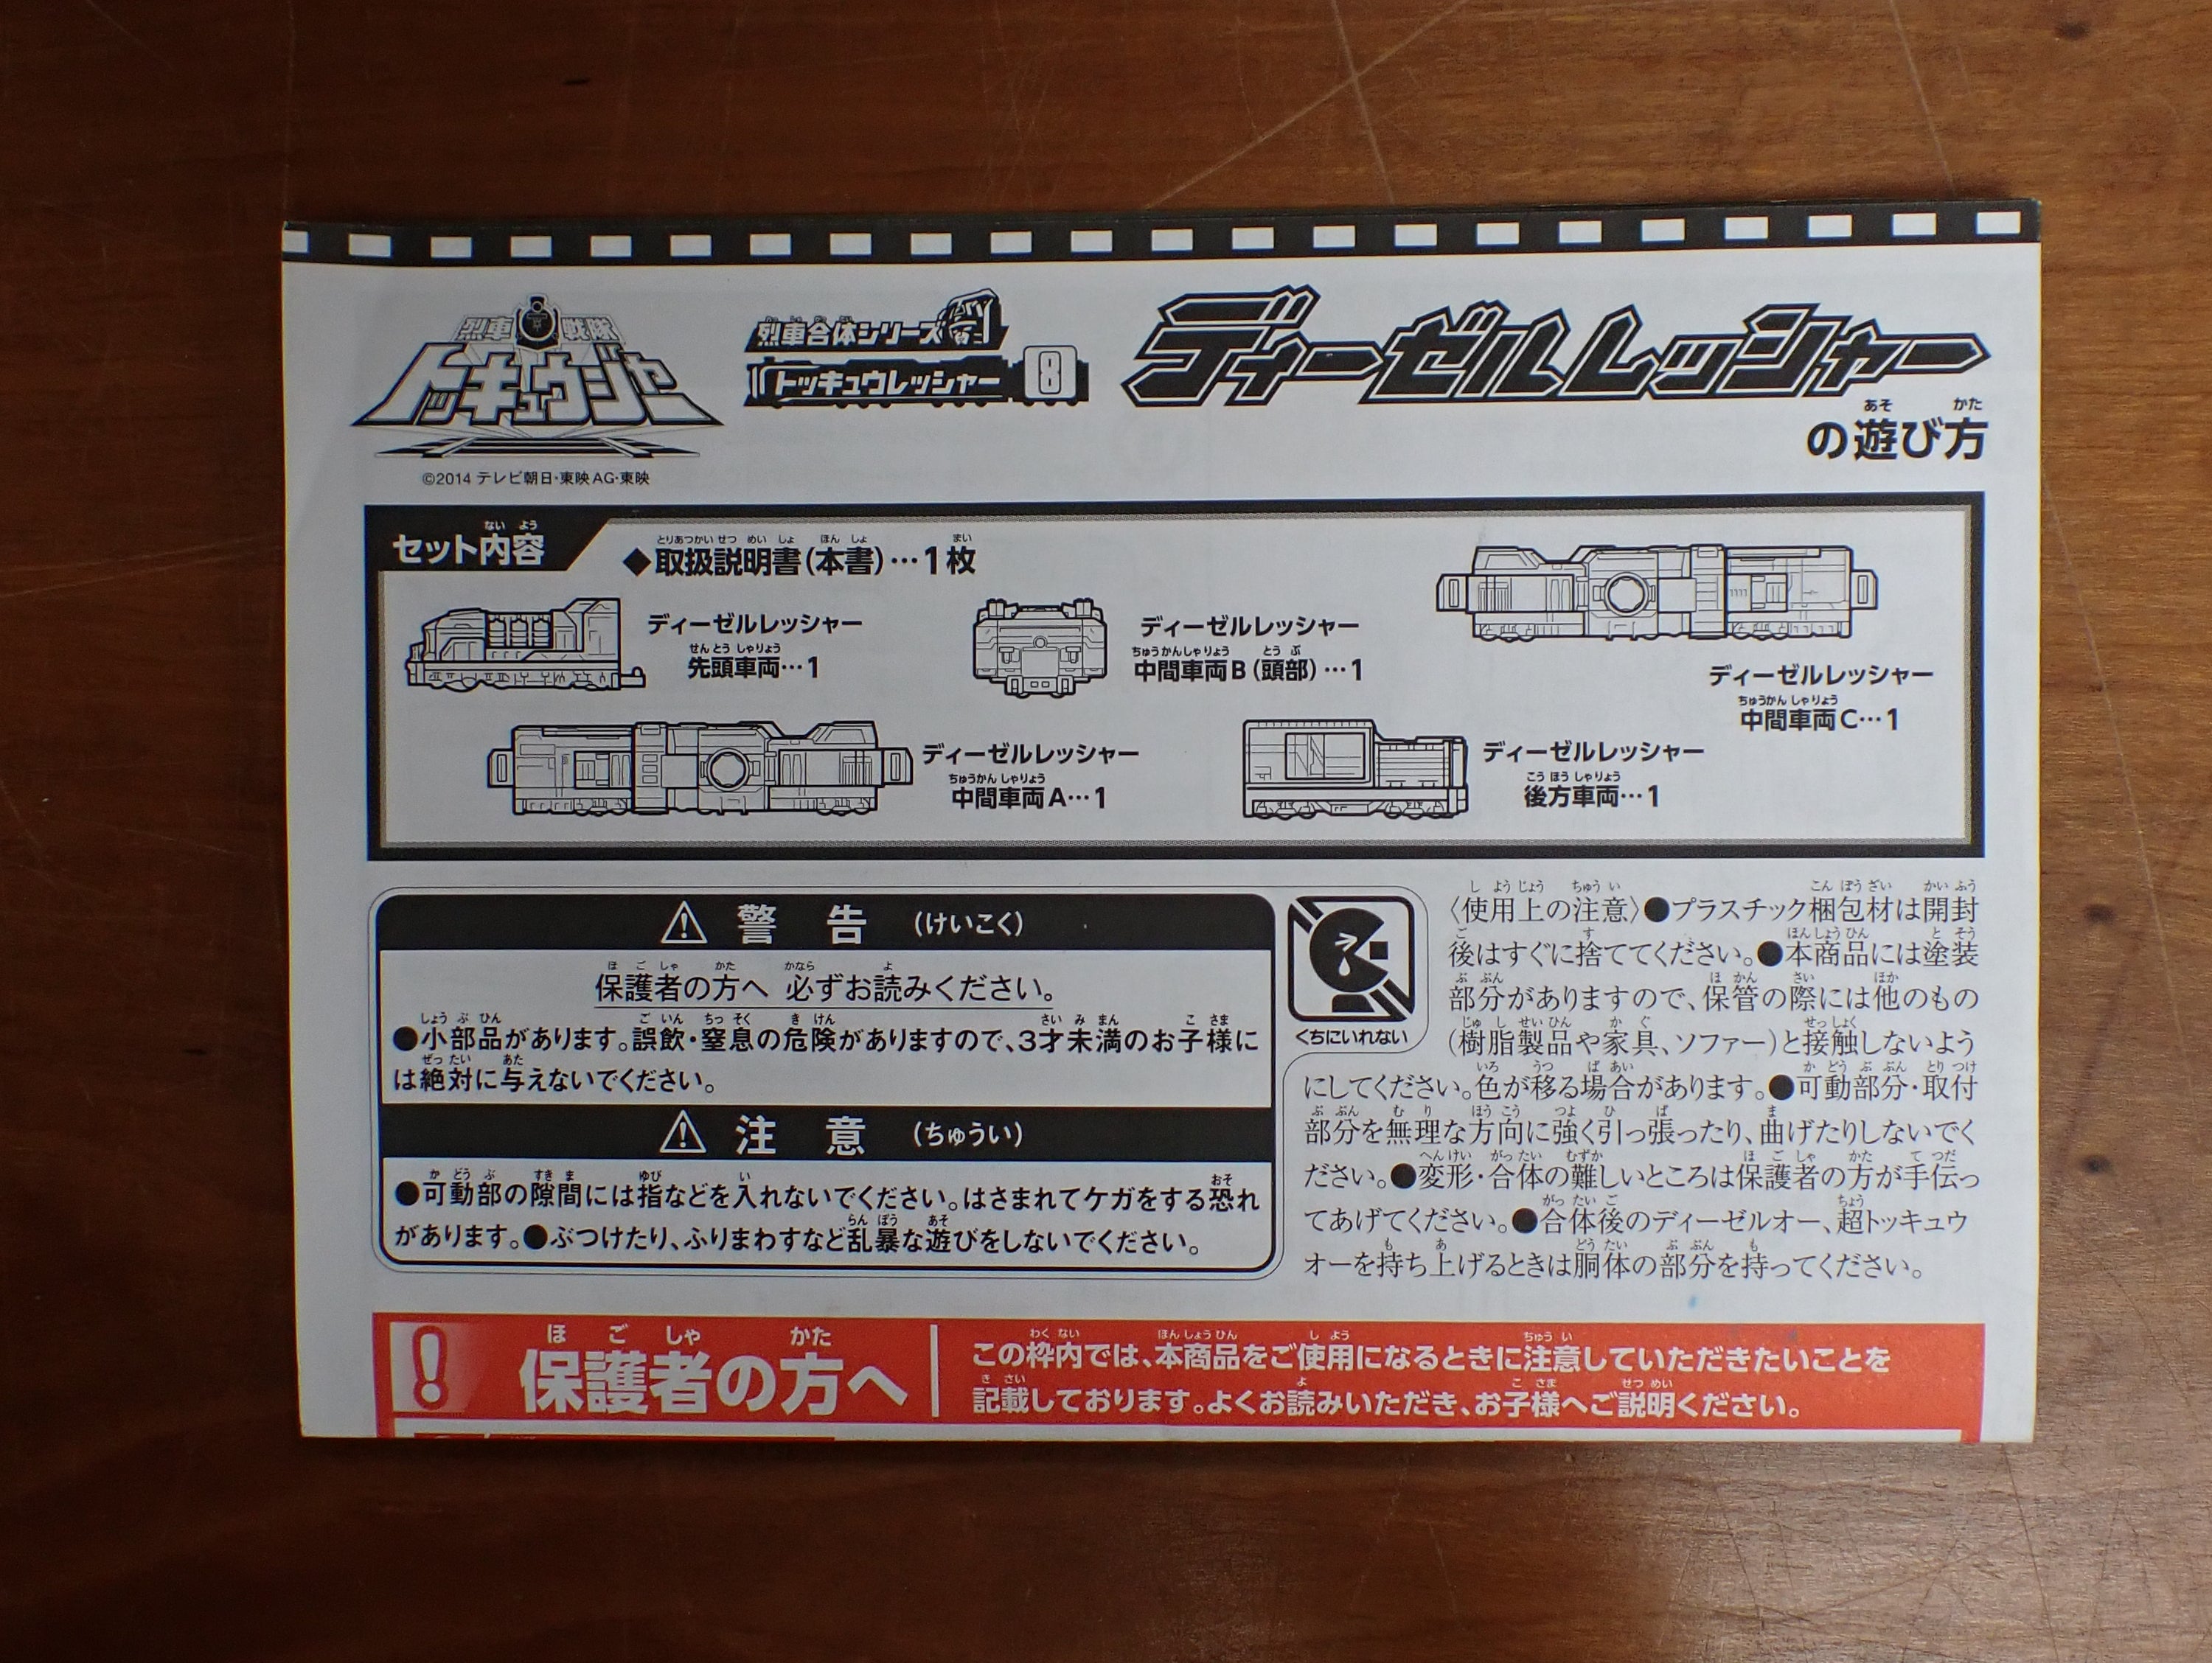 烈車戦隊
トッキュウジャー
©2014 テレビ朝日・東映AG・東映
烈車合体シリーズ
トッキュウレッシャー 8
ディーゼルレッシャー
の遊び方
セット内容
◆取扱説明書(本書)…1枚
ディーゼルレッシャー
先頭車両…1
ディーゼルレッシャー
中間車両B(頭部)…1
ディーゼルレッシャー
中間車両C…1
ディーゼルレッシャー
中間車両A…1
ディーゼルレッシャー
後方車両…1
警告(けいこく)
保護者の方へ 必ずお読みください。
●小部品があります。誤飲・窒息の危険がありますので、3才未満のお子様に
は絶対に与えないでください。
注意(ちゅうい)
●可動部の隙間には指などを入れないでください。はさまれてケガをする恐れ
があります。●ぶつけたり、ふりまわすなど乱暴な遊びをしないでください。
くちにいれない
〈使用上の注意〉●プラスチック梱包材は開封
後はすぐに捨ててください。●本商品には塗装
部分がありますので、保管の際には他のもの
(樹脂製品や家具、ソファー)と接触しないよう
にしてください。色が移る場合があります。●可動部分・取付
部分を無理な方向に強く引っ張ったり、曲げたりしないでく
ださい。●変形・合体の難しいところは保護者の方が手伝っ
てあげてください。●合体後のディーゼルオー、超トッキュウ
オーを持ち上げるときは胴体の部分を持ってください。
保護者の方へ
この枠内では、本商品をご使用になるときに注意していただきたいことを
記載しております。よくお読みいただき、お子様へご説明ください。